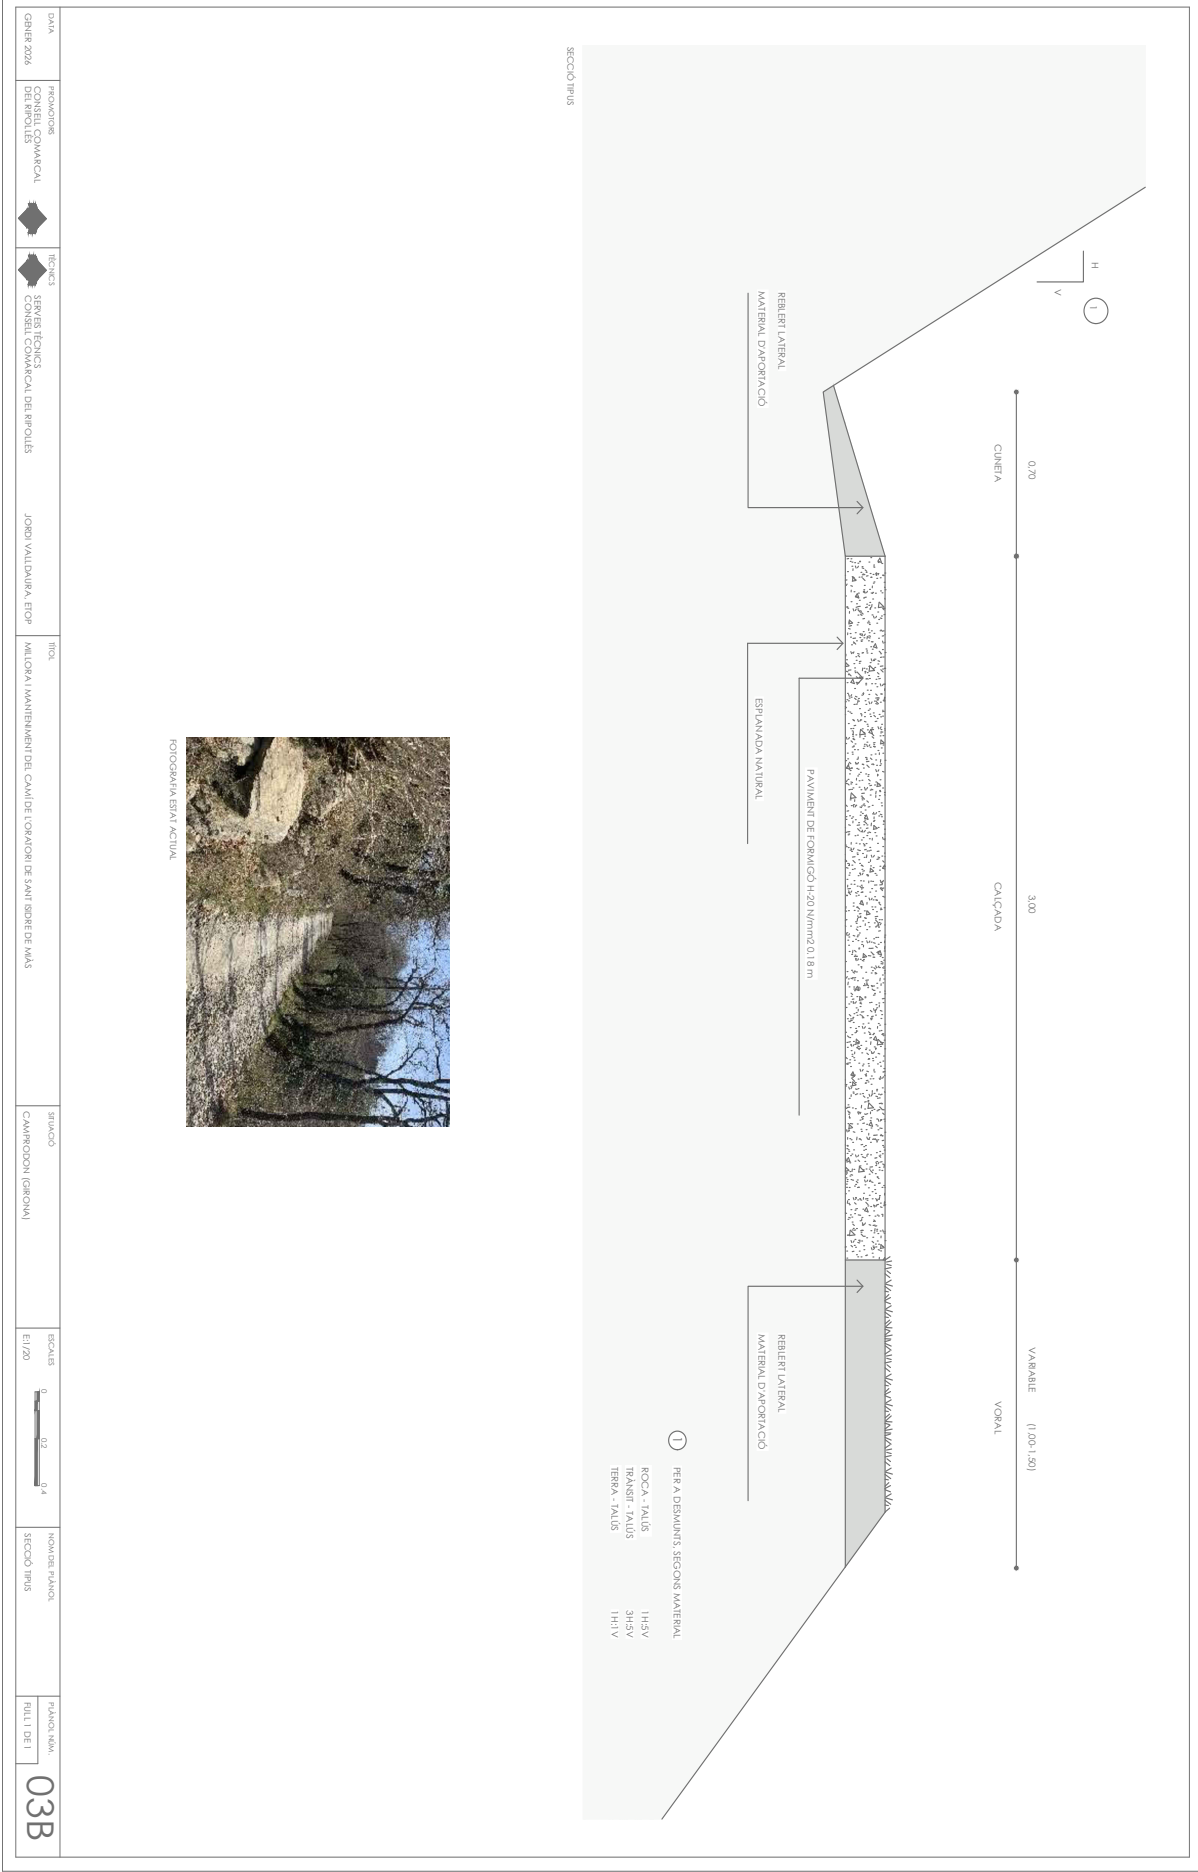 H
V
1
0.70
3.00
VARIABLE (1.00-1.50)
CUNETA
CALÇADA
VORAL
REBLERT LATERAL
MATERIAL D'APORTACIÓ
PAVIMENT DE FORMIGÓ H-20 N/mm2 0.18 m
ESPLANADA NATURAL
REBLERT LATERAL
MATERIAL D'APORTACIÓ
1 PER A DESMUNTS, SEGONS MATERIAL
ROCA - TALÚS 1H:5V
TRÀNSIT - TALÚS 3H:5V
TERRA - TALÚS 1H:1V
SECCIÓ TIPUS
FOTOGRAFIA ESTAT ACTUAL
DATA
GENER 2026
PROMOTORS
CONSELL COMARCAL
DEL RIPOLLÈS
TÈCNICS
SERVEIS TÈCNICS
CONSELL COMARCAL DEL RIPOLLÈS
JORDI VALLDAURA, ETOP
TÍTOL
MILLORA I MANTENIMENT DEL CAMÍ DE L'ORATORI DE SANT ISIDRE DE MIÀS
SITUACIÓ
CAMPRODON (GIRONA)
ESCALES
E:1/20
0 0.2 0.4
NOM DEL PLÀNOL
SECCIÓ TIPUS
PLÀNOL NÚM.
FULL 1 DE 1
03B